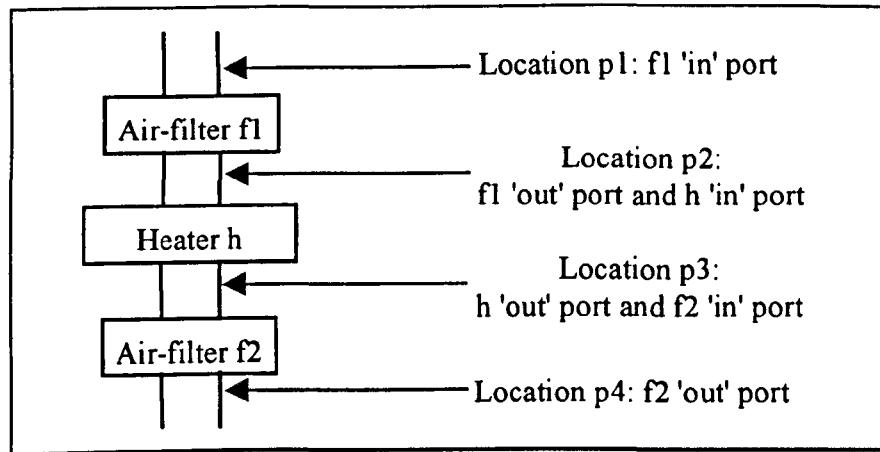 Location p1: f1 'in' port
Air-filter f1
Location p2:
f1 'out' port and h 'in' port
Heater h
Location p3:
h 'out' port and f2 'in' port
Air-filter f2
Location p4: f2 'out' port